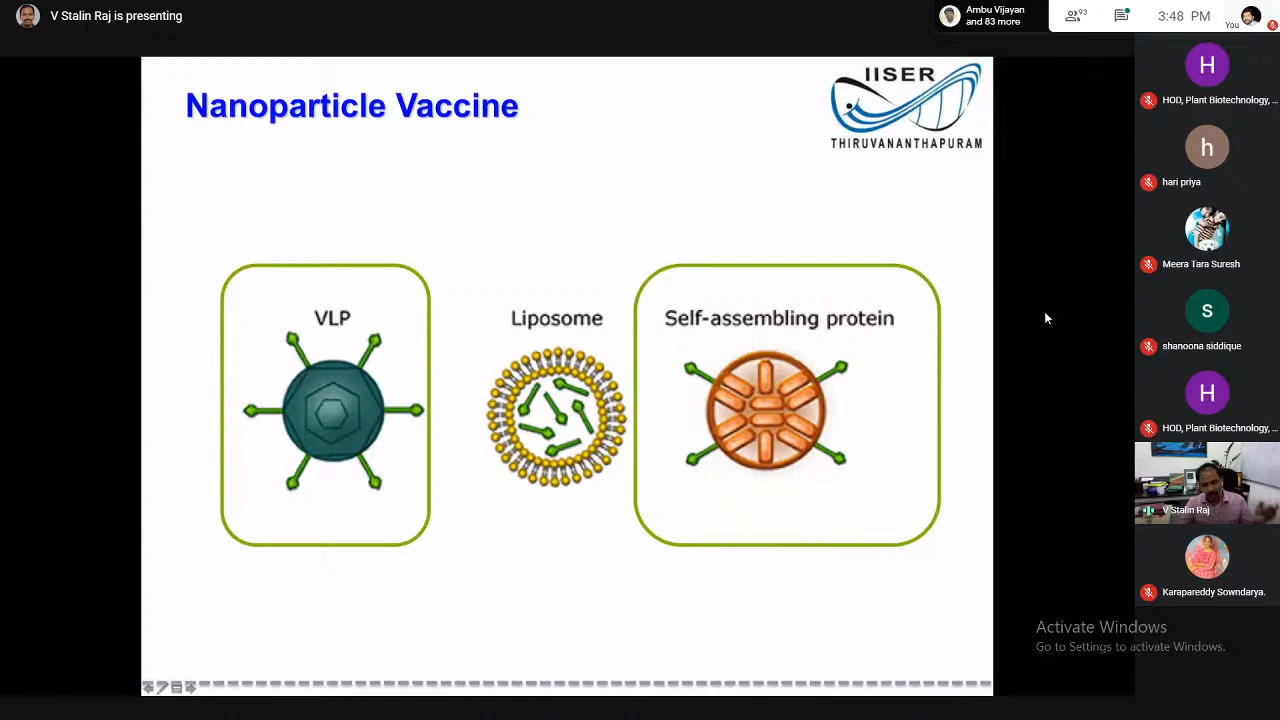 V Stalin Raj is presenting
Ambu Vijayan
and 83 more
93
3:48 PM
You
Nanoparticle Vaccine
IISER
THIRUVANANTHAPURAM
VLP
Liposome
Self-assembling protein
H
HOD, Plant Biotechnology, ...
h
hari priya
Meera Tara Suresh
s
shanoona siddique
H
HOD, Plant Biotechnology, ...
V Stalin Raj
Karapareddy Sowndarya.
Activate Windows
Go to Settings to activate Windows.